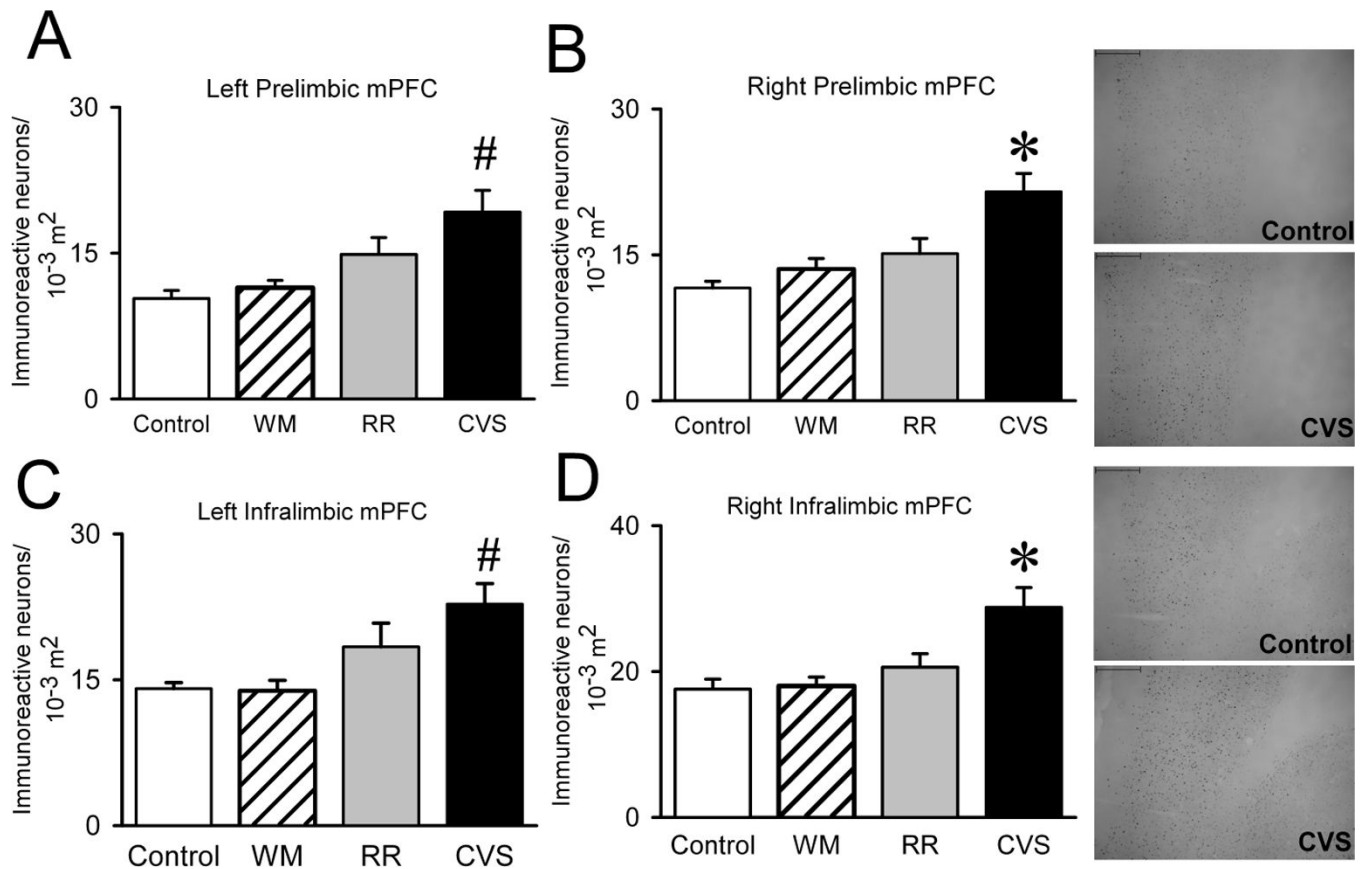 A
Left Prelimbic mPFC
Immunoreactive neurons/
10-3 m2
30
15
0
#
Control WM RR CVS
B
Right Prelimbic mPFC
Immunoreactive neurons/
10-3 m2
30
15
0
*
Control WM RR CVS
Control
CVS
C
Left Infralimbic mPFC
Immunoreactive neurons/
10-3 m2
30
15
0
#
Control WM RR CVS
D
Right Infralimbic mPFC
Immunoreactive neurons/
10-3 m2
40
20
0
*
Control WM RR CVS
Control
CVS